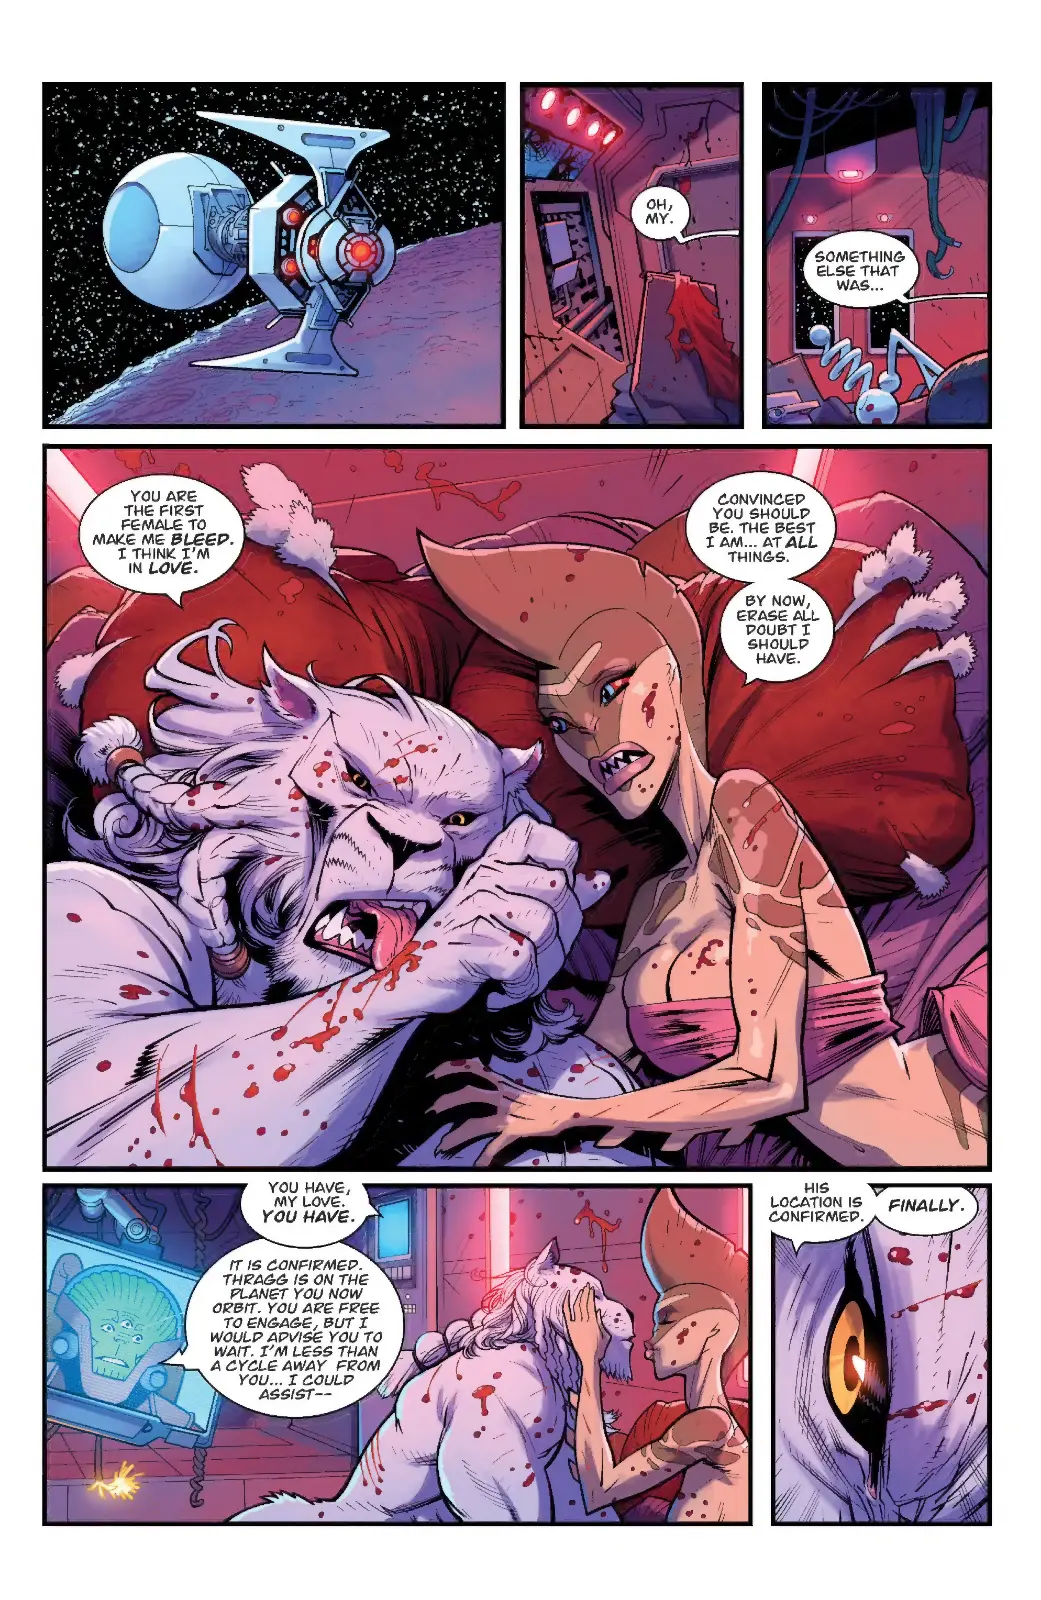 OH,
MY.
SOMETHING
ELSE THAT
WAS...
YOU ARE
THE FIRST
FEMALE TO
MAKE ME BLEED.
I THINK I'M
IN LOVE.
CONVINCED
YOU SHOULD
BE. THE BEST
I AM... AT ALL
THINGS.
BY NOW,
ERASE ALL
DOUBT I
SHOULD
HAVE.
YOU HAVE,
MY LOVE.
YOU HAVE.
IT IS CONFIRMED.
THRAGG IS ON THE
PLANET YOU NOW
ORBIT. YOU ARE FREE
TO ENGAGE, BUT I
WOULD ADVISE YOU TO
WAIT. I'M LESS THAN
A CYCLE AWAY FROM
YOU... I COULD
ASSIST--
HIS
LOCATION IS
CONFIRMED.
FINALLY.